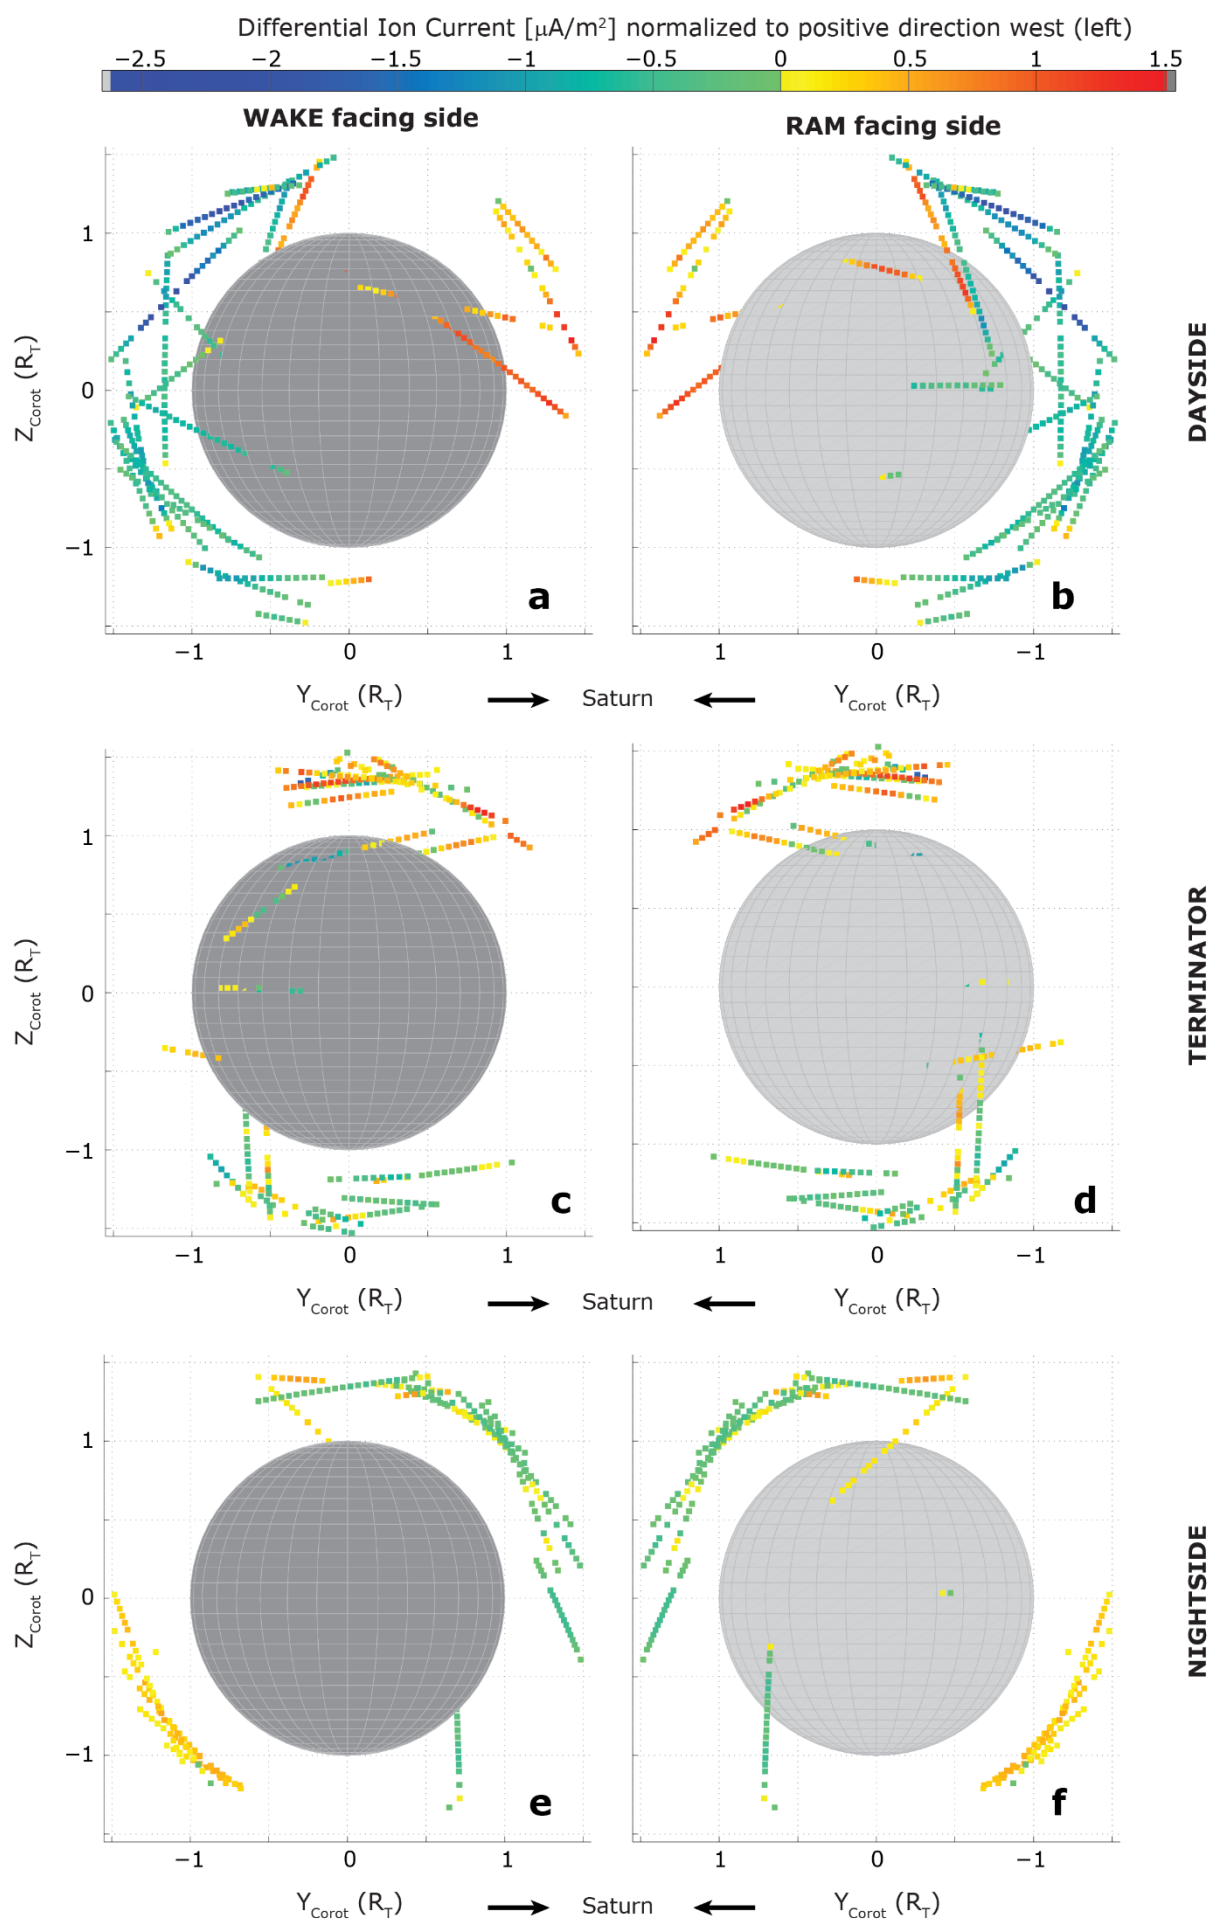 Differential Ion Current [μA/m²] normalized to positive direction west (left)
−2.5 −2 −1.5 −1 −0.5 0 0.5 1 1.5
WAKE facing side RAM facing side
1
0
−1
Z_Corot (R_T)
DAYSIDE
a b
−1 0 1 1 0 −1
Y_Corot (R_T) Saturn Y_Corot (R_T)
1
0
−1
Z_Corot (R_T)
TERMINATOR
c d
−1 0 1 1 0 −1
Y_Corot (R_T) Saturn Y_Corot (R_T)
1
0
−1
Z_Corot (R_T)
NIGHTSIDE
e f
−1 0 1 1 0 −1
Y_Corot (R_T) Saturn Y_Corot (R_T)